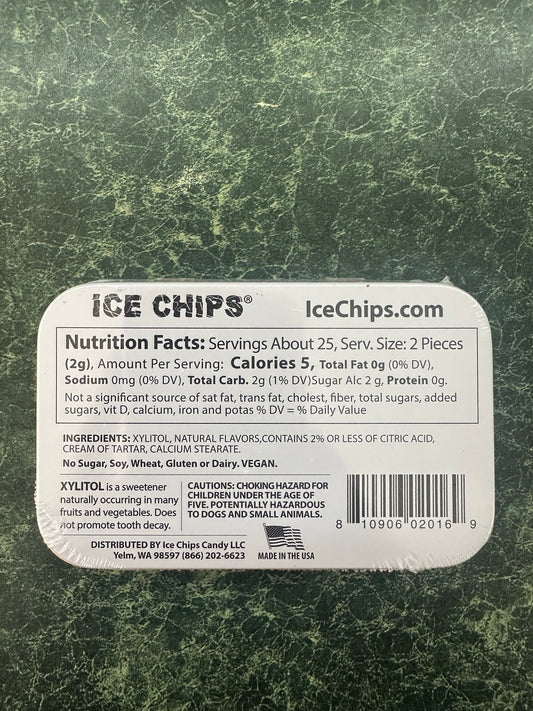 ICE CHIPS®
IceChips.com
Nutrition Facts: Servings About 25, Serv. Size: 2 Pieces
(2g), Amount Per Serving: Calories 5, Total Fat 0g (0% DV),
Sodium 0mg (0% DV), Total Carb. 2g (1% DV)Sugar Alc 2 g, Protein 0g.
Not a significant source of sat fat, trans fat, cholest, fiber, total sugars, added
sugars, vit D, calcium, iron and potas % DV = % Daily Value
INGREDIENTS: XYLITOL, NATURAL FLAVORS,CONTAINS 2% OR LESS OF CITRIC ACID,
CREAM OF TARTAR, CALCIUM STEARATE.
No Sugar, Soy, Wheat, Gluten or Dairy. VEGAN.
XYLITOL is a sweetener
naturally occurring in many
fruits and vegetables. Does
not promote tooth decay.
CAUTIONS: CHOKING HAZARD FOR
CHILDREN UNDER THE AGE OF
FIVE. POTENTIALLY HAZARDOUS
TO DOGS AND SMALL ANIMALS.
DISTRIBUTED BY Ice Chips Candy LLC
Yelm, WA 98597 (866) 202-6623
MADE IN THE USA
8 10906 02016 9